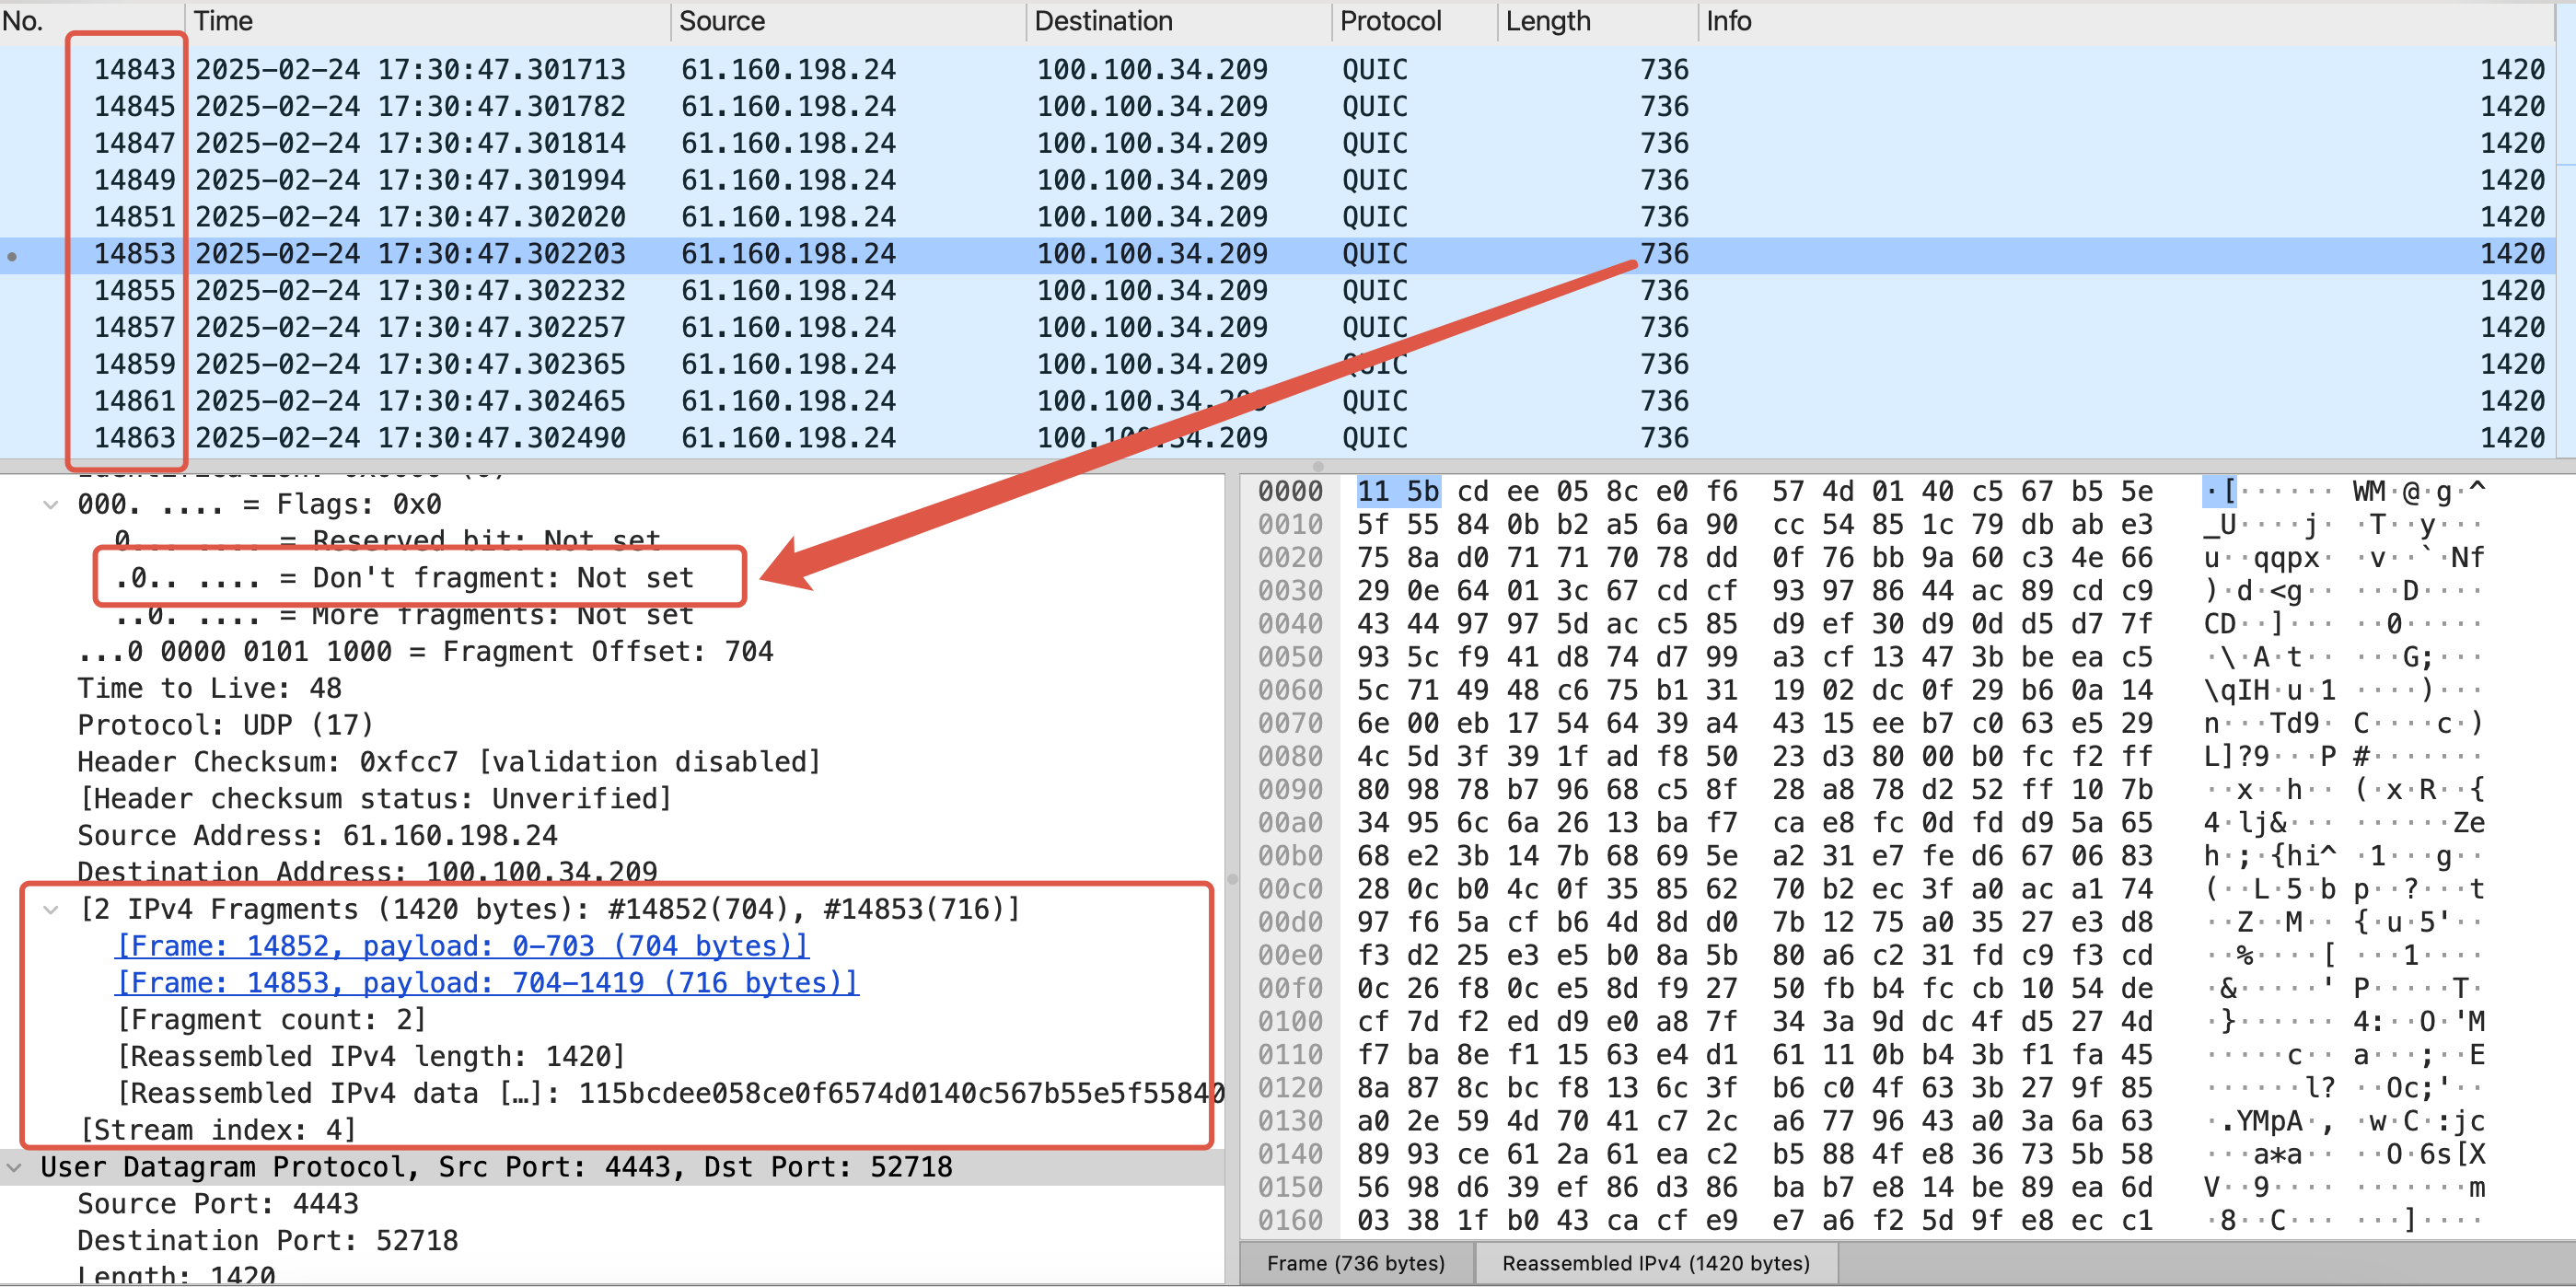 No. Time Source Destination Protocol Length Info
14843 2025-02-24 17:30:47.301713 61.160.198.24 100.100.34.209 QUIC 736 1420
14845 2025-02-24 17:30:47.301782 61.160.198.24 100.100.34.209 QUIC 736 1420
14847 2025-02-24 17:30:47.301814 61.160.198.24 100.100.34.209 QUIC 736 1420
14849 2025-02-24 17:30:47.301994 61.160.198.24 100.100.34.209 QUIC 736 1420
14851 2025-02-24 17:30:47.302020 61.160.198.24 100.100.34.209 QUIC 736 1420
14853 2025-02-24 17:30:47.302203 61.160.198.24 100.100.34.209 QUIC 736 1420
14855 2025-02-24 17:30:47.302232 61.160.198.24 100.100.34.209 QUIC 736 1420
14857 2025-02-24 17:30:47.302257 61.160.198.24 100.100.34.209 QUIC 736 1420
14859 2025-02-24 17:30:47.302365 61.160.198.24 100.100.34.209 QUIC 736 1420
14861 2025-02-24 17:30:47.302465 61.160.198.24 100.100.34.209 QUIC 736 1420
14863 2025-02-24 17:30:47.302490 61.160.198.24 100.100.34.209 QUIC 736 1420
000. .... = Flags: 0x0
0... .... = Reserved bit: Not set
.0.. .... = Don't fragment: Not set
..0. .... = More fragments: Not set
...0 0000 0101 1000 = Fragment Offset: 704
Time to Live: 48
Protocol: UDP (17)
Header Checksum: 0xfcc7 [validation disabled]
[Header checksum status: Unverified]
Source Address: 61.160.198.24
Destination Address: 100.100.34.209
[2 IPv4 Fragments (1420 bytes): #14852(704), #14853(716)]
[Frame: 14852, payload: 0-703 (704 bytes)]
[Frame: 14853, payload: 704-1419 (716 bytes)]
[Fragment count: 2]
[Reassembled IPv4 length: 1420]
[Reassembled IPv4 data […]: 115bcdee058ce0f6574d0140c567b55e5f55840
[Stream index: 4]
User Datagram Protocol, Src Port: 4443, Dst Port: 52718
Source Port: 4443
Destination Port: 52718
Length: 1420
0000 11 5b cd ee 05 8c e0 f6 57 4d 01 40 c5 67 b5 5e ·[······ WM·@·g·^
0010 5f 55 84 0b b2 a5 6a 90 cc 54 85 1c 79 db ab e3 _U····j· ·T··y···
0020 75 8a d0 71 71 70 78 dd 0f 76 bb 9a 60 c3 4e 66 u··qqpx· ·v··`·Nf
0030 29 0e 64 01 3c 67 cd cf 93 97 86 44 ac 89 cd c9 )·d·<g·· ···D····
0040 43 44 97 97 5d ac c5 85 d9 ef 30 d9 0d d5 d7 7f CD··]··· ··0·····
0050 93 5c f9 41 d8 74 d7 99 a3 cf 13 47 3b be ea c5 ·\·A·t·· ···G;···
0060 5c 71 49 48 c6 75 b1 31 19 02 dc 0f 29 b6 0a 14 \qIH·u·1 ····)···
0070 6e 00 eb 17 54 64 39 a4 43 15 ee b7 c0 63 e5 29 n···Td9· C····c·)
0080 4c 5d 3f 39 1f ad f8 50 23 d3 80 00 b0 fc f2 ff L]?9···P #·······
0090 80 98 78 b7 96 68 c5 8f 28 a8 78 d2 52 ff 10 7b ··x··h·· (·x·R··{
00a0 34 95 6c 6a 26 13 ba f7 ca e8 fc 0d fd d9 5a 65 4·lj&··· ······Ze
00b0 68 e2 3b 14 7b 68 69 5e a2 31 e7 fe d6 67 06 83 h·;·{hi^ ·1···g··
00c0 28 0c b0 4c 0f 35 85 62 70 b2 ec 3f a0 ac a1 74 (··L·5·b p··?···t
00d0 97 f6 5a cf b6 4d 8d d0 7b 12 75 a0 35 27 e3 d8 ··Z··M·· {·u·5'··
00e0 f3 d2 25 e3 e5 b0 8a 5b 80 a6 c2 31 fd c9 f3 cd ··%····[ ···1····
00f0 0c 26 f8 0c e5 8d f9 27 50 fb b4 fc cb 10 54 de ·&·····' P·····T·
0100 cf 7d f2 ed d9 e0 a8 7f 34 3a 9d dc 4f d5 27 4d ·}······ 4:··O·'M
0110 f7 ba 8e f1 15 63 e4 d1 61 11 0b b4 3b f1 fa 45 ·····c·· a···;··E
0120 8a 87 8c bc f8 13 6c 3f b6 c0 4f 63 3b 27 9f 85 ······l? ··Oc;'··
0130 a0 2e 59 4d 70 41 c7 2c a6 77 96 43 a0 3a 6a 63 ·.YMpA·, ·w·C·:jc
0140 89 93 ce 61 2a 61 ea c2 b5 88 4f e8 36 73 5b 58 ···a*a·· ··O·6s[X
0150 56 98 d6 39 ef 86 d3 86 ba b7 e8 14 be 89 ea 6d V··9···· ·······m
0160 03 38 1f b0 43 ca cf e9 e7 a6 f2 5d 9f e8 ec c1 ·8··C··· ···]····
Frame (736 bytes) Reassembled IPv4 (1420 bytes)